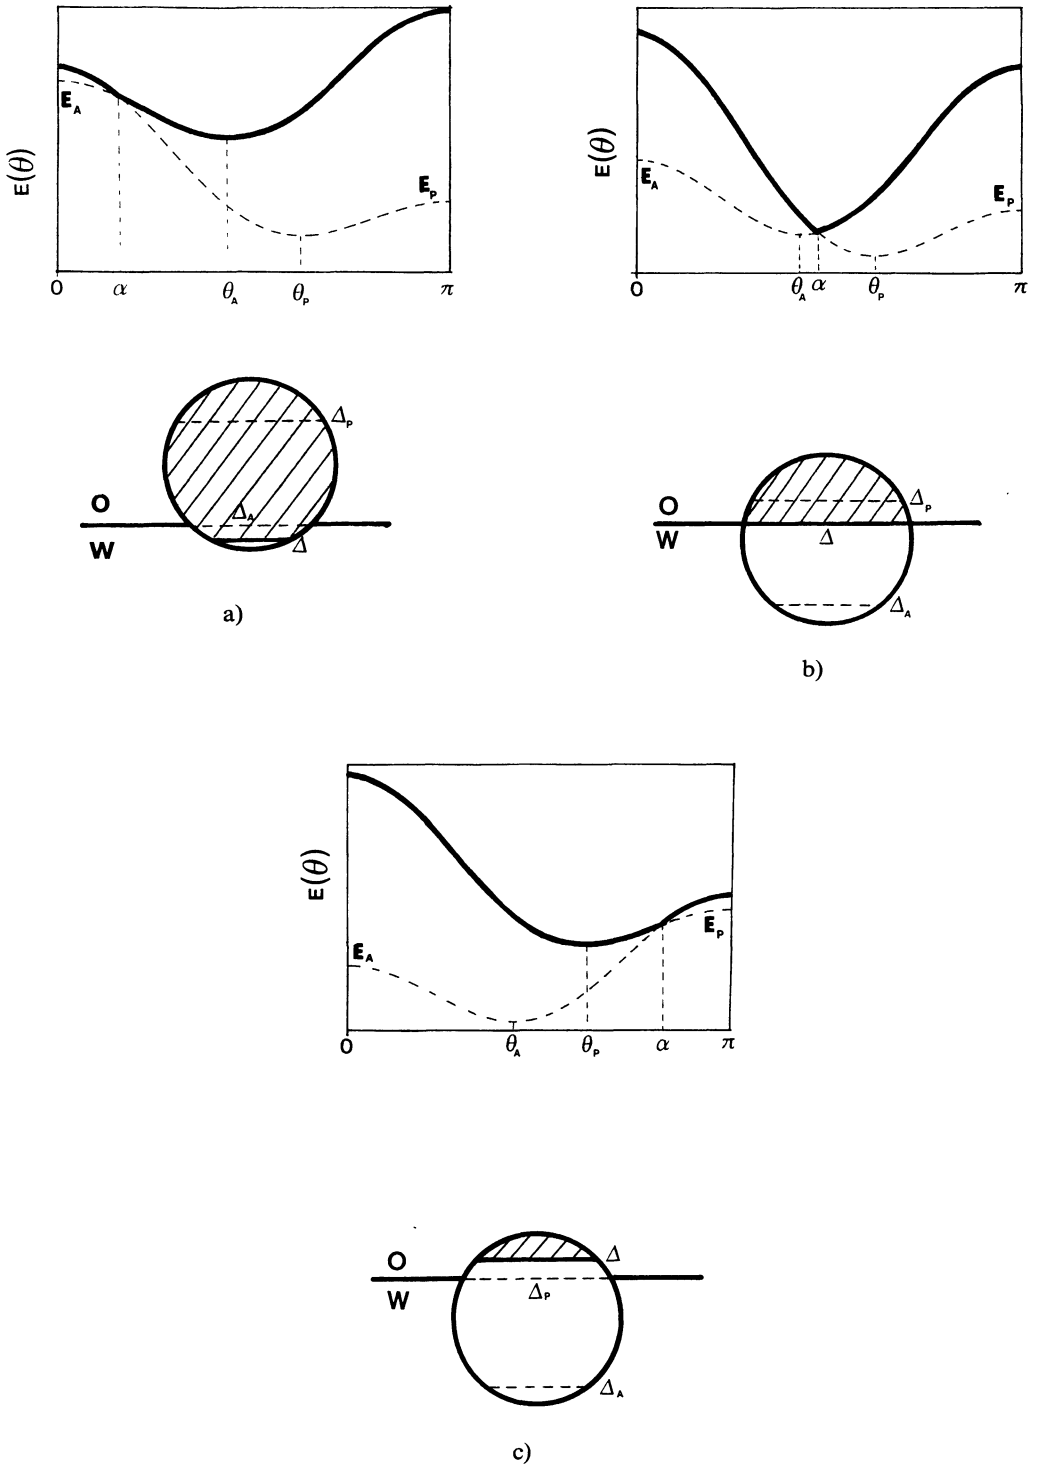 E(θ)
E_A
E_P
0 α θ_A θ_P π
E(θ)
E_A
E_P
0 θ_A α θ_P π
Δ_P
O
Δ_A
W
Δ
a)
O
Δ_P
W
Δ
Δ_A
b)
E(θ)
E_A
E_P
0 θ_A θ_P α π
O
Δ
W
Δ_P
Δ_A
c)